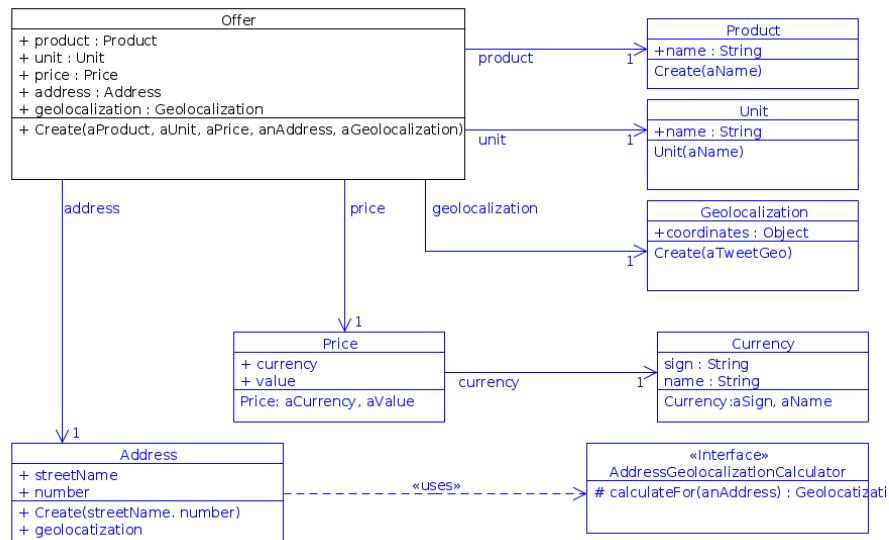 Offer
+ product : Product
+ unit : Unit
+ price : Price
+ address : Address
+ geolocalization : Geolocalization
+ Create(aProduct, aUnit, aPrice, anAddress, aGeolocalization)
product
1
Product
+name : String
Create(aName)
unit
1
Unit
+name : String
Unit(aName)
address
price
geolocalization
1
Geolocalization
+coordinates : Object
Create(aTweetGeo)
1
Price
+ currency
+ value
Price: aCurrency, aValue
currency
1
Currency
sign : String
name : String
Currency:aSign, aName
1
Address
+ streetName
+ number
+ Create(streetName. number)
+ geolocatization
«uses»
«Interface»
AddressGeolocalizationCalculator
# calculateFor(anAddress) : Geolocatizati